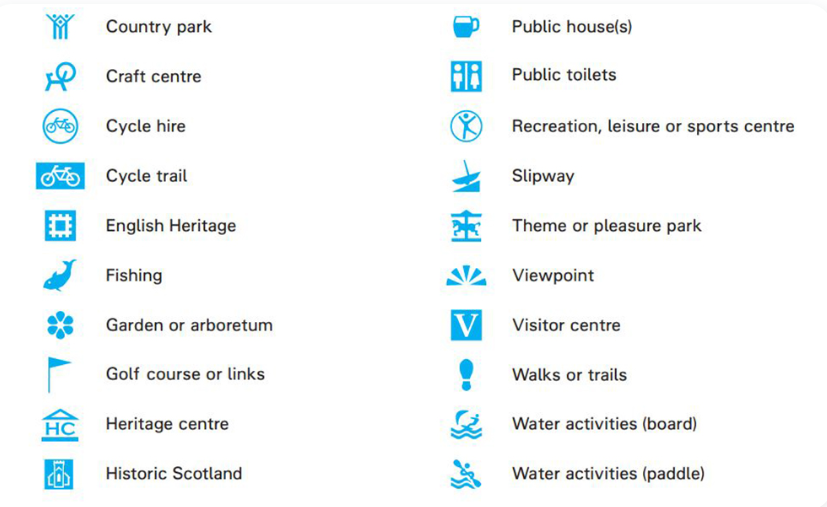 Country park
Craft centre
Cycle hire
Cycle trail
English Heritage
Fishing
Garden or arboretum
Golf course or links
HC
Heritage centre
Historic Scotland
Public house(s)
Public toilets
Recreation, leisure or sports centre
Slipway
Theme or pleasure park
Viewpoint
V
Visitor centre
Walks or trails
Water activities (board)
Water activities (paddle)